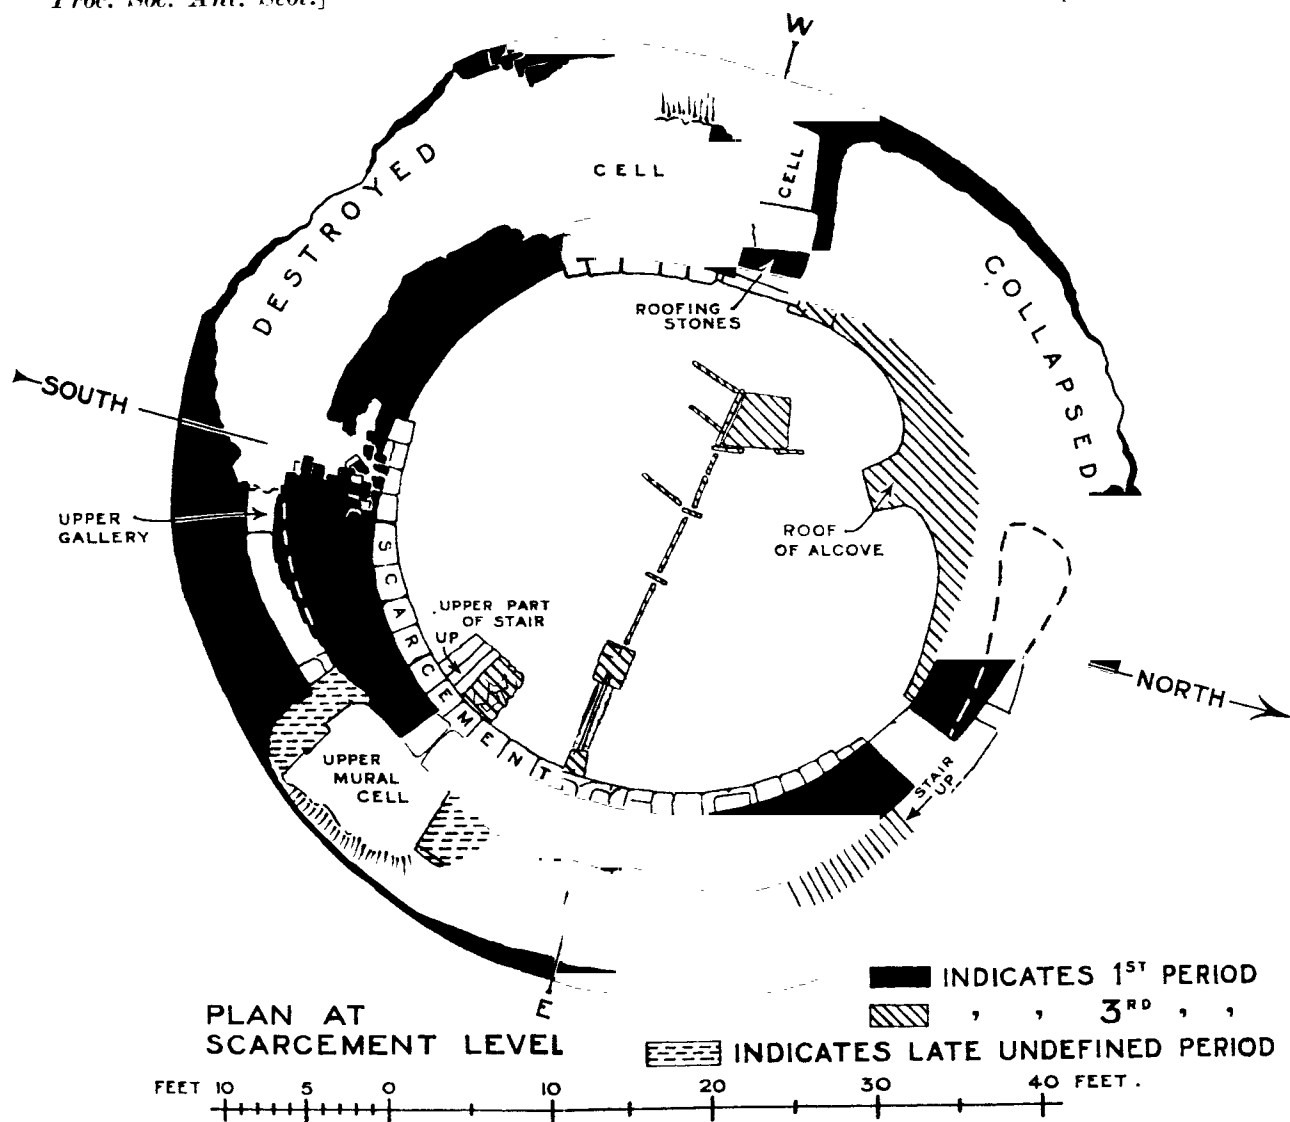 Proc. Soc. Ant. Scot.]
W
DESTROYED
CELL
CELL
COLLAPSED
ROOFING
STONES
SOUTH
UPPER
GALLERY
ROOF
OF ALCOVE
SCARCEMENT
UPPER PART
OF STAIR
UP
NORTH
UPPER
MURAL
CELL
STAIR
UP
E
INDICATES 1ST PERIOD
, , 3RD , ,
INDICATES LATE UNDEFINED PERIOD
PLAN AT
SCARCEMENT LEVEL
FEET 10 5 0 10 20 30 40 FEET.